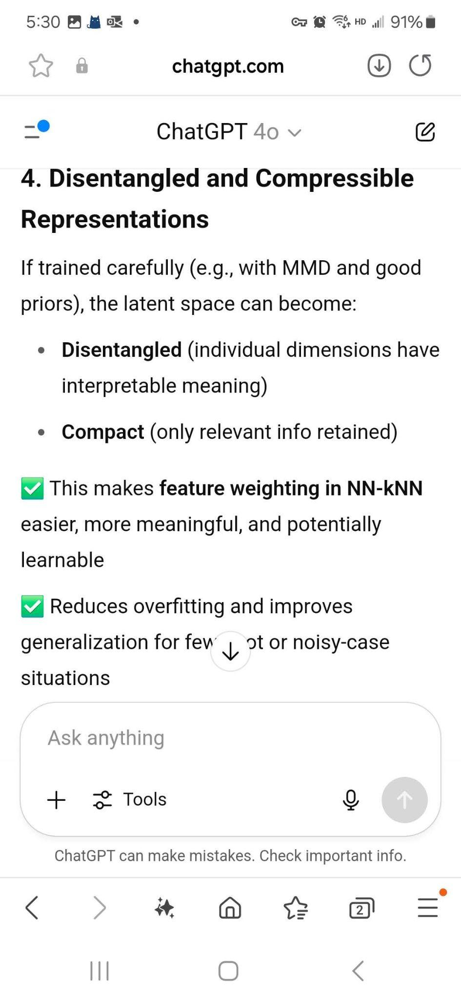 5:30
HD
91%
chatgpt.com
ChatGPT 4o
4. Disentangled and Compressible
Representations
If trained carefully (e.g., with MMD and good
priors), the latent space can become:
• Disentangled (individual dimensions have
interpretable meaning)
• Compact (only relevant info retained)
✅ This makes feature weighting in NN-kNN
easier, more meaningful, and potentially
learnable
✅ Reduces overfitting and improves
generalization for or noisy-case
situations
Ask anything
Tools
ChatGPT can make mistakes. Check important info.
2